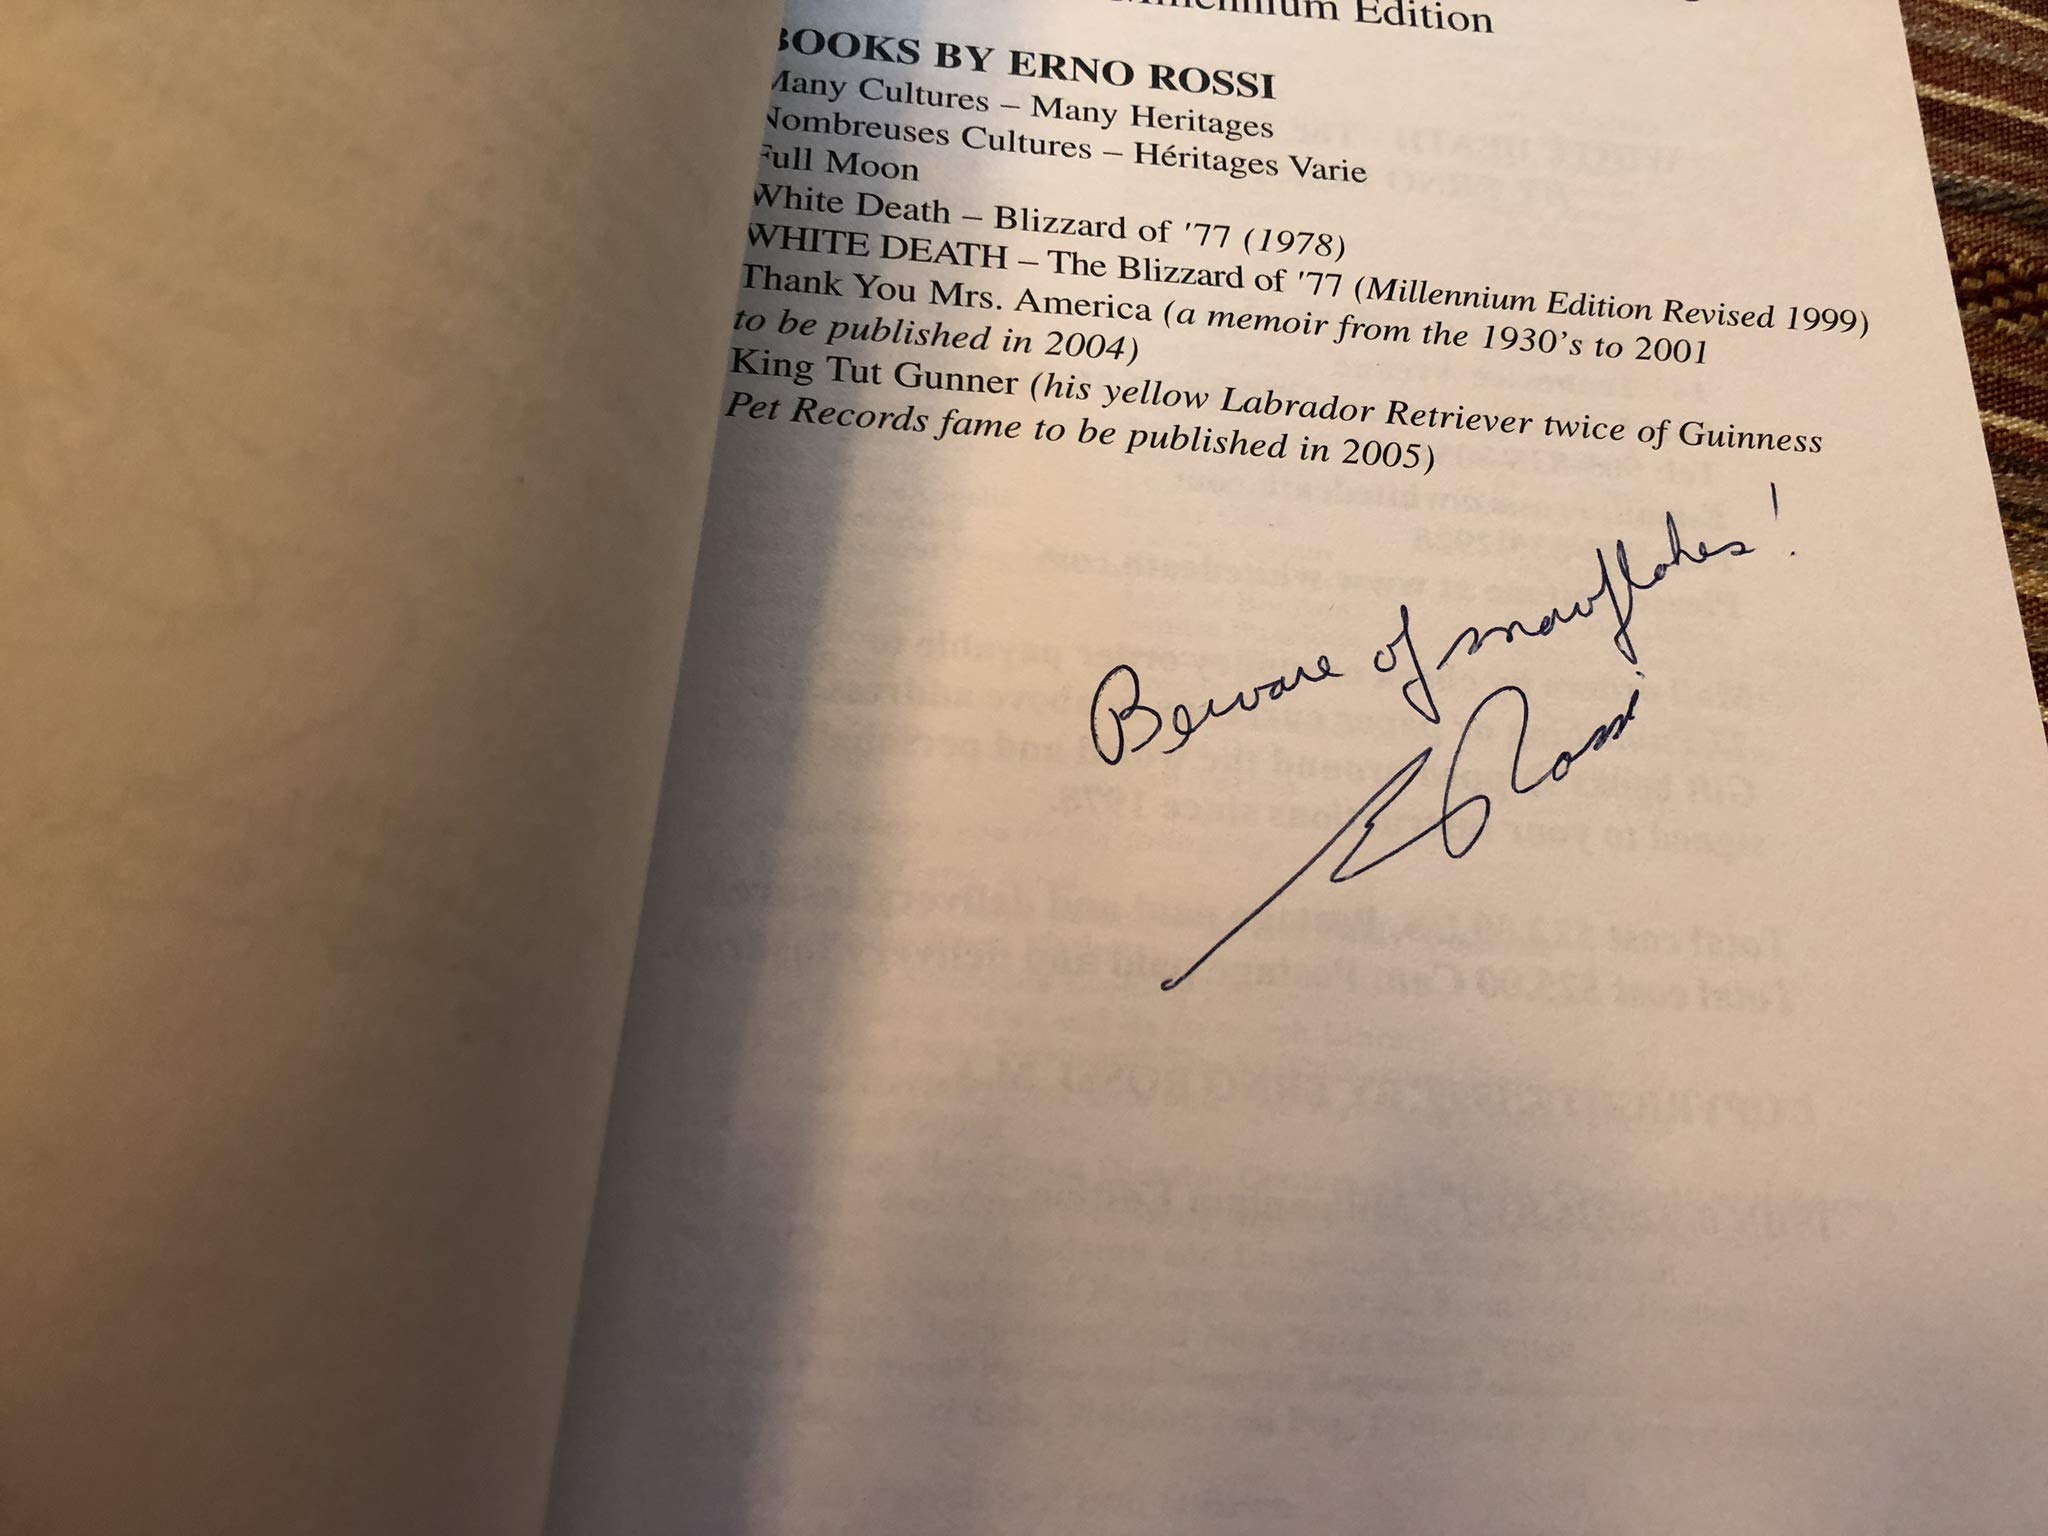 Millennium Edition
BOOKS BY ERNO ROSSI
Many Cultures – Many Heritages
Nombreuses Cultures – Héritages Varie
Full Moon
White Death – Blizzard of '77 (1978)
WHITE DEATH – The Blizzard of '77 (Millennium Edition Revised 1999)
Thank You Mrs. America (a memoir from the 1930's to 2001
to be published in 2004)
King Tut Gunner (his yellow Labrador Retriever twice of Guinness
Pet Records fame to be published in 2005)
Beware of snowflakes!
E Rossi